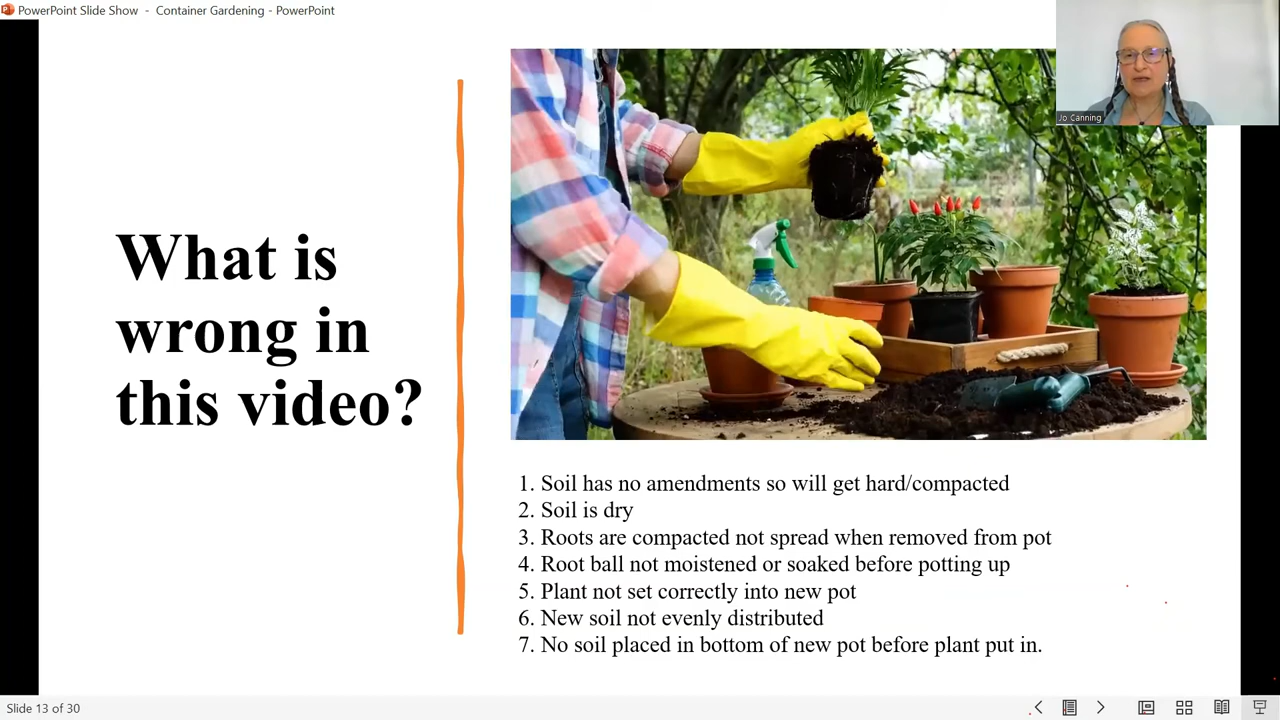 PowerPoint Slide Show - Container Gardening - PowerPoint
Jo Canning
What is
wrong in
this video?
1. Soil has no amendments so will get hard/compacted
2. Soil is dry
3. Roots are compacted not spread when removed from pot
4. Root ball not moistened or soaked before potting up
5. Plant not set correctly into new pot
6. New soil not evenly distributed
7. No soil placed in bottom of new pot before plant put in.
Slide 13 of 30